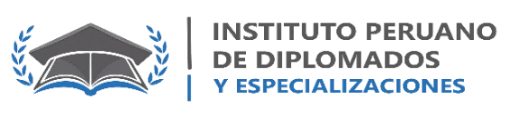 INSTITUTO PERUANO
DE DIPLOMADOS
Y ESPECIALIZACIONES